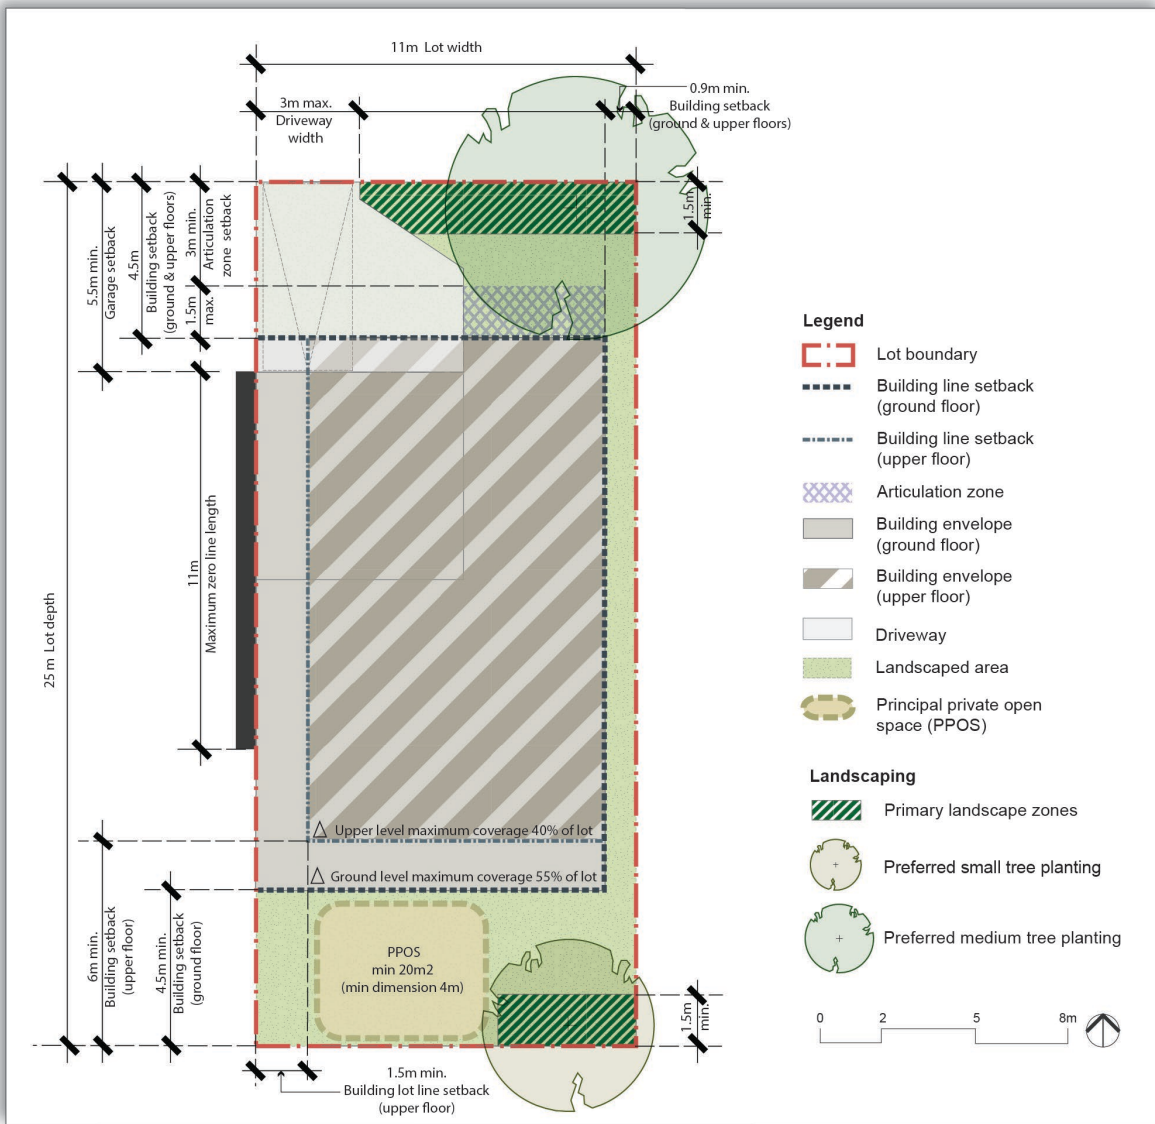 11m Lot width
3m max.
Driveway
width
0.9m min.
Building setback
(ground & upper floors)
5.5m min.
Garage setback
4.5m
Building setback
(ground & upper floors)
3m min.
Articulation
zone setback
1.5m
max.
1.5m
min.
11m
Maximum zero line length
25 m Lot depth
Upper level maximum coverage 40% of lot
Ground level maximum coverage 55% of lot
6m min.
Building setback
(upper floor)
4.5m min.
Building setback
(ground floor)
PPOS
min 20m2
(min dimension 4m)
1.5m
min.
1.5m min.
Building lot line setback
(upper floor)
Legend
Lot boundary
Building line setback
(ground floor)
Building line setback
(upper floor)
Articulation zone
Building envelope
(ground floor)
Building envelope
(upper floor)
Driveway
Landscaped area
Principal private open
space (PPOS)
Landscaping
Primary landscape zones
Preferred small tree planting
Preferred medium tree planting
0 2 5 8m